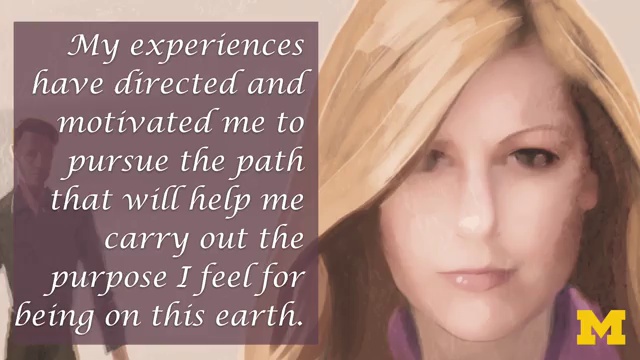 My experiences
have directed and
motivated me to
pursue the path
that will help me
carry out the
purpose I feel for
being on this earth.
M